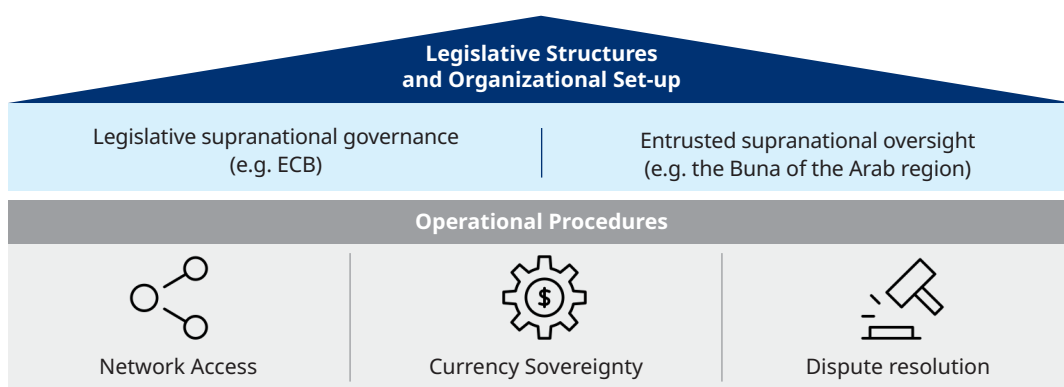 Legislative Structures
and Organizational Set-up
Legislative supranational governance
(e.g. ECB)
Entrusted supranational oversight
(e.g. the Buna of the Arab region)
Operational Procedures
$
Network Access
Currency Sovereignty
Dispute resolution